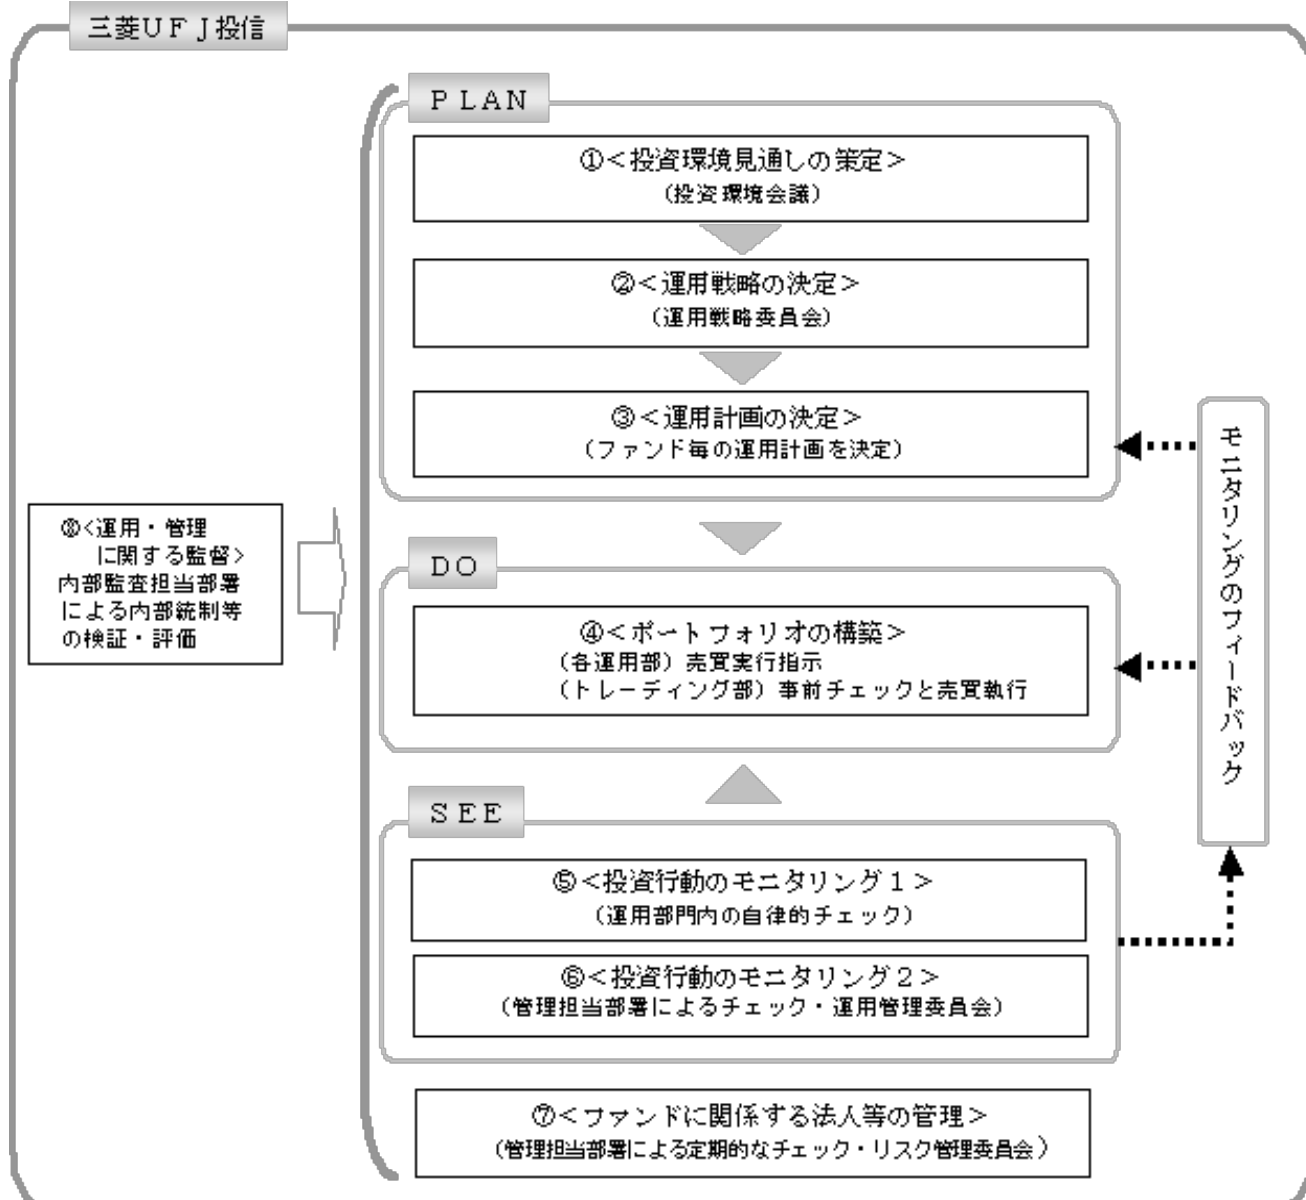 三菱ＵＦＪ投信
ＰＬＡＮ
①＜投資環境見通しの策定＞
（投資環境会議）
②＜運用戦略の決定＞
（運用戦略委員会）
③＜運用計画の決定＞
（ファンド毎の運用計画を決定）
⑧＜運用・管理
に関する監督＞
内部監査担当部署
による内部統制等
の検証・評価
ＤＯ
④＜ポートフォリオの構築＞
（各運用部）売買実行指示
（トレーディング部）事前チェックと売買執行
モニタリングのフィードバック
ＳＥＥ
⑤＜投資行動のモニタリング１＞
（運用部門内の自律的チェック）
⑥＜投資行動のモニタリング２＞
（管理担当部署によるチェック・運用管理委員会）
⑦＜ファンドに関係する法人等の管理＞
（管理担当部署による定期的なチェック・リスク管理委員会）